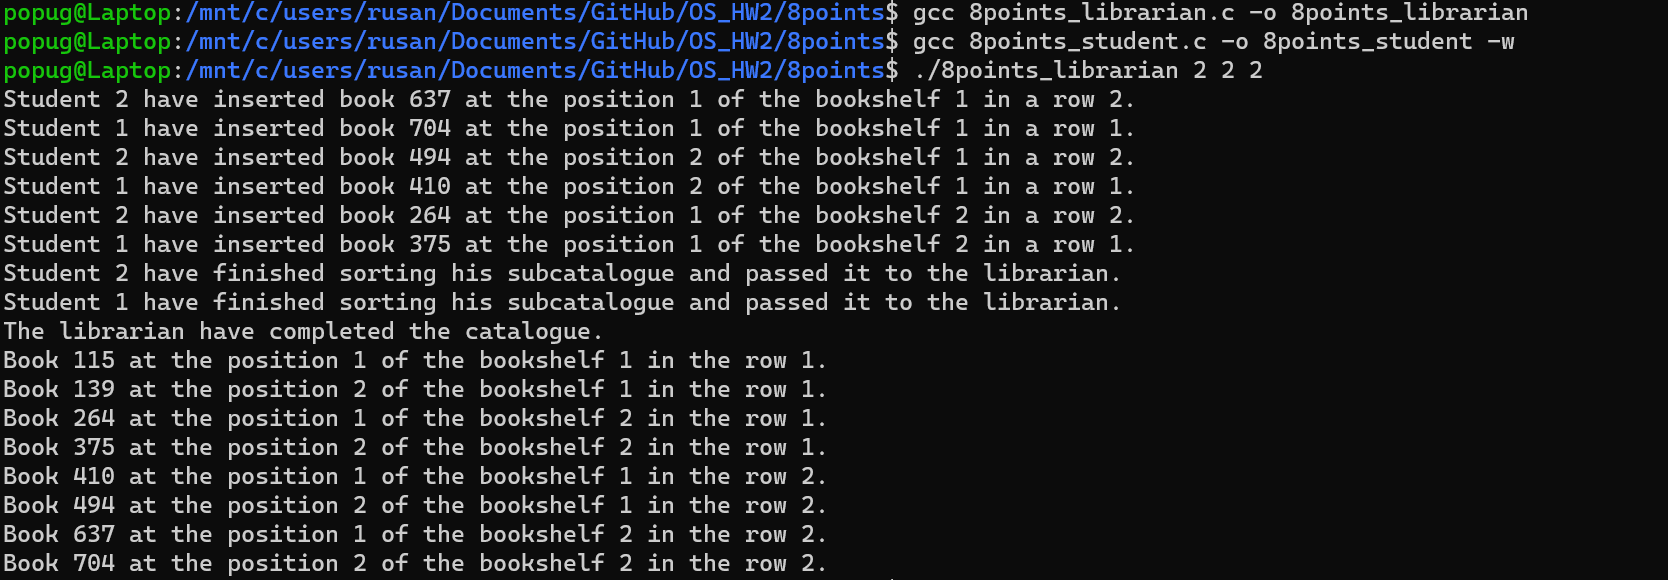 popug@Laptop:/mnt/c/users/rusan/Documents/GitHub/OS_HW2/8points$ gcc 8points_librarian.c -o 8points_librarian
popug@Laptop:/mnt/c/users/rusan/Documents/GitHub/OS_HW2/8points$ gcc 8points_student.c -o 8points_student -w
popug@Laptop:/mnt/c/users/rusan/Documents/GitHub/OS_HW2/8points$ ./8points_librarian 2 2 2
Student 2 have inserted book 637 at the position 1 of the bookshelf 1 in a row 2.
Student 1 have inserted book 704 at the position 1 of the bookshelf 1 in a row 1.
Student 2 have inserted book 494 at the position 2 of the bookshelf 1 in a row 2.
Student 1 have inserted book 410 at the position 2 of the bookshelf 1 in a row 1.
Student 2 have inserted book 264 at the position 1 of the bookshelf 2 in a row 2.
Student 1 have inserted book 375 at the position 1 of the bookshelf 2 in a row 1.
Student 2 have finished sorting his subcatalogue and passed it to the librarian.
Student 1 have finished sorting his subcatalogue and passed it to the librarian.
The librarian have completed the catalogue.
Book 115 at the position 1 of the bookshelf 1 in the row 1.
Book 139 at the position 2 of the bookshelf 1 in the row 1.
Book 264 at the position 1 of the bookshelf 2 in the row 1.
Book 375 at the position 2 of the bookshelf 2 in the row 1.
Book 410 at the position 1 of the bookshelf 1 in the row 2.
Book 494 at the position 2 of the bookshelf 1 in the row 2.
Book 637 at the position 1 of the bookshelf 2 in the row 2.
Book 704 at the position 2 of the bookshelf 2 in the row 2.